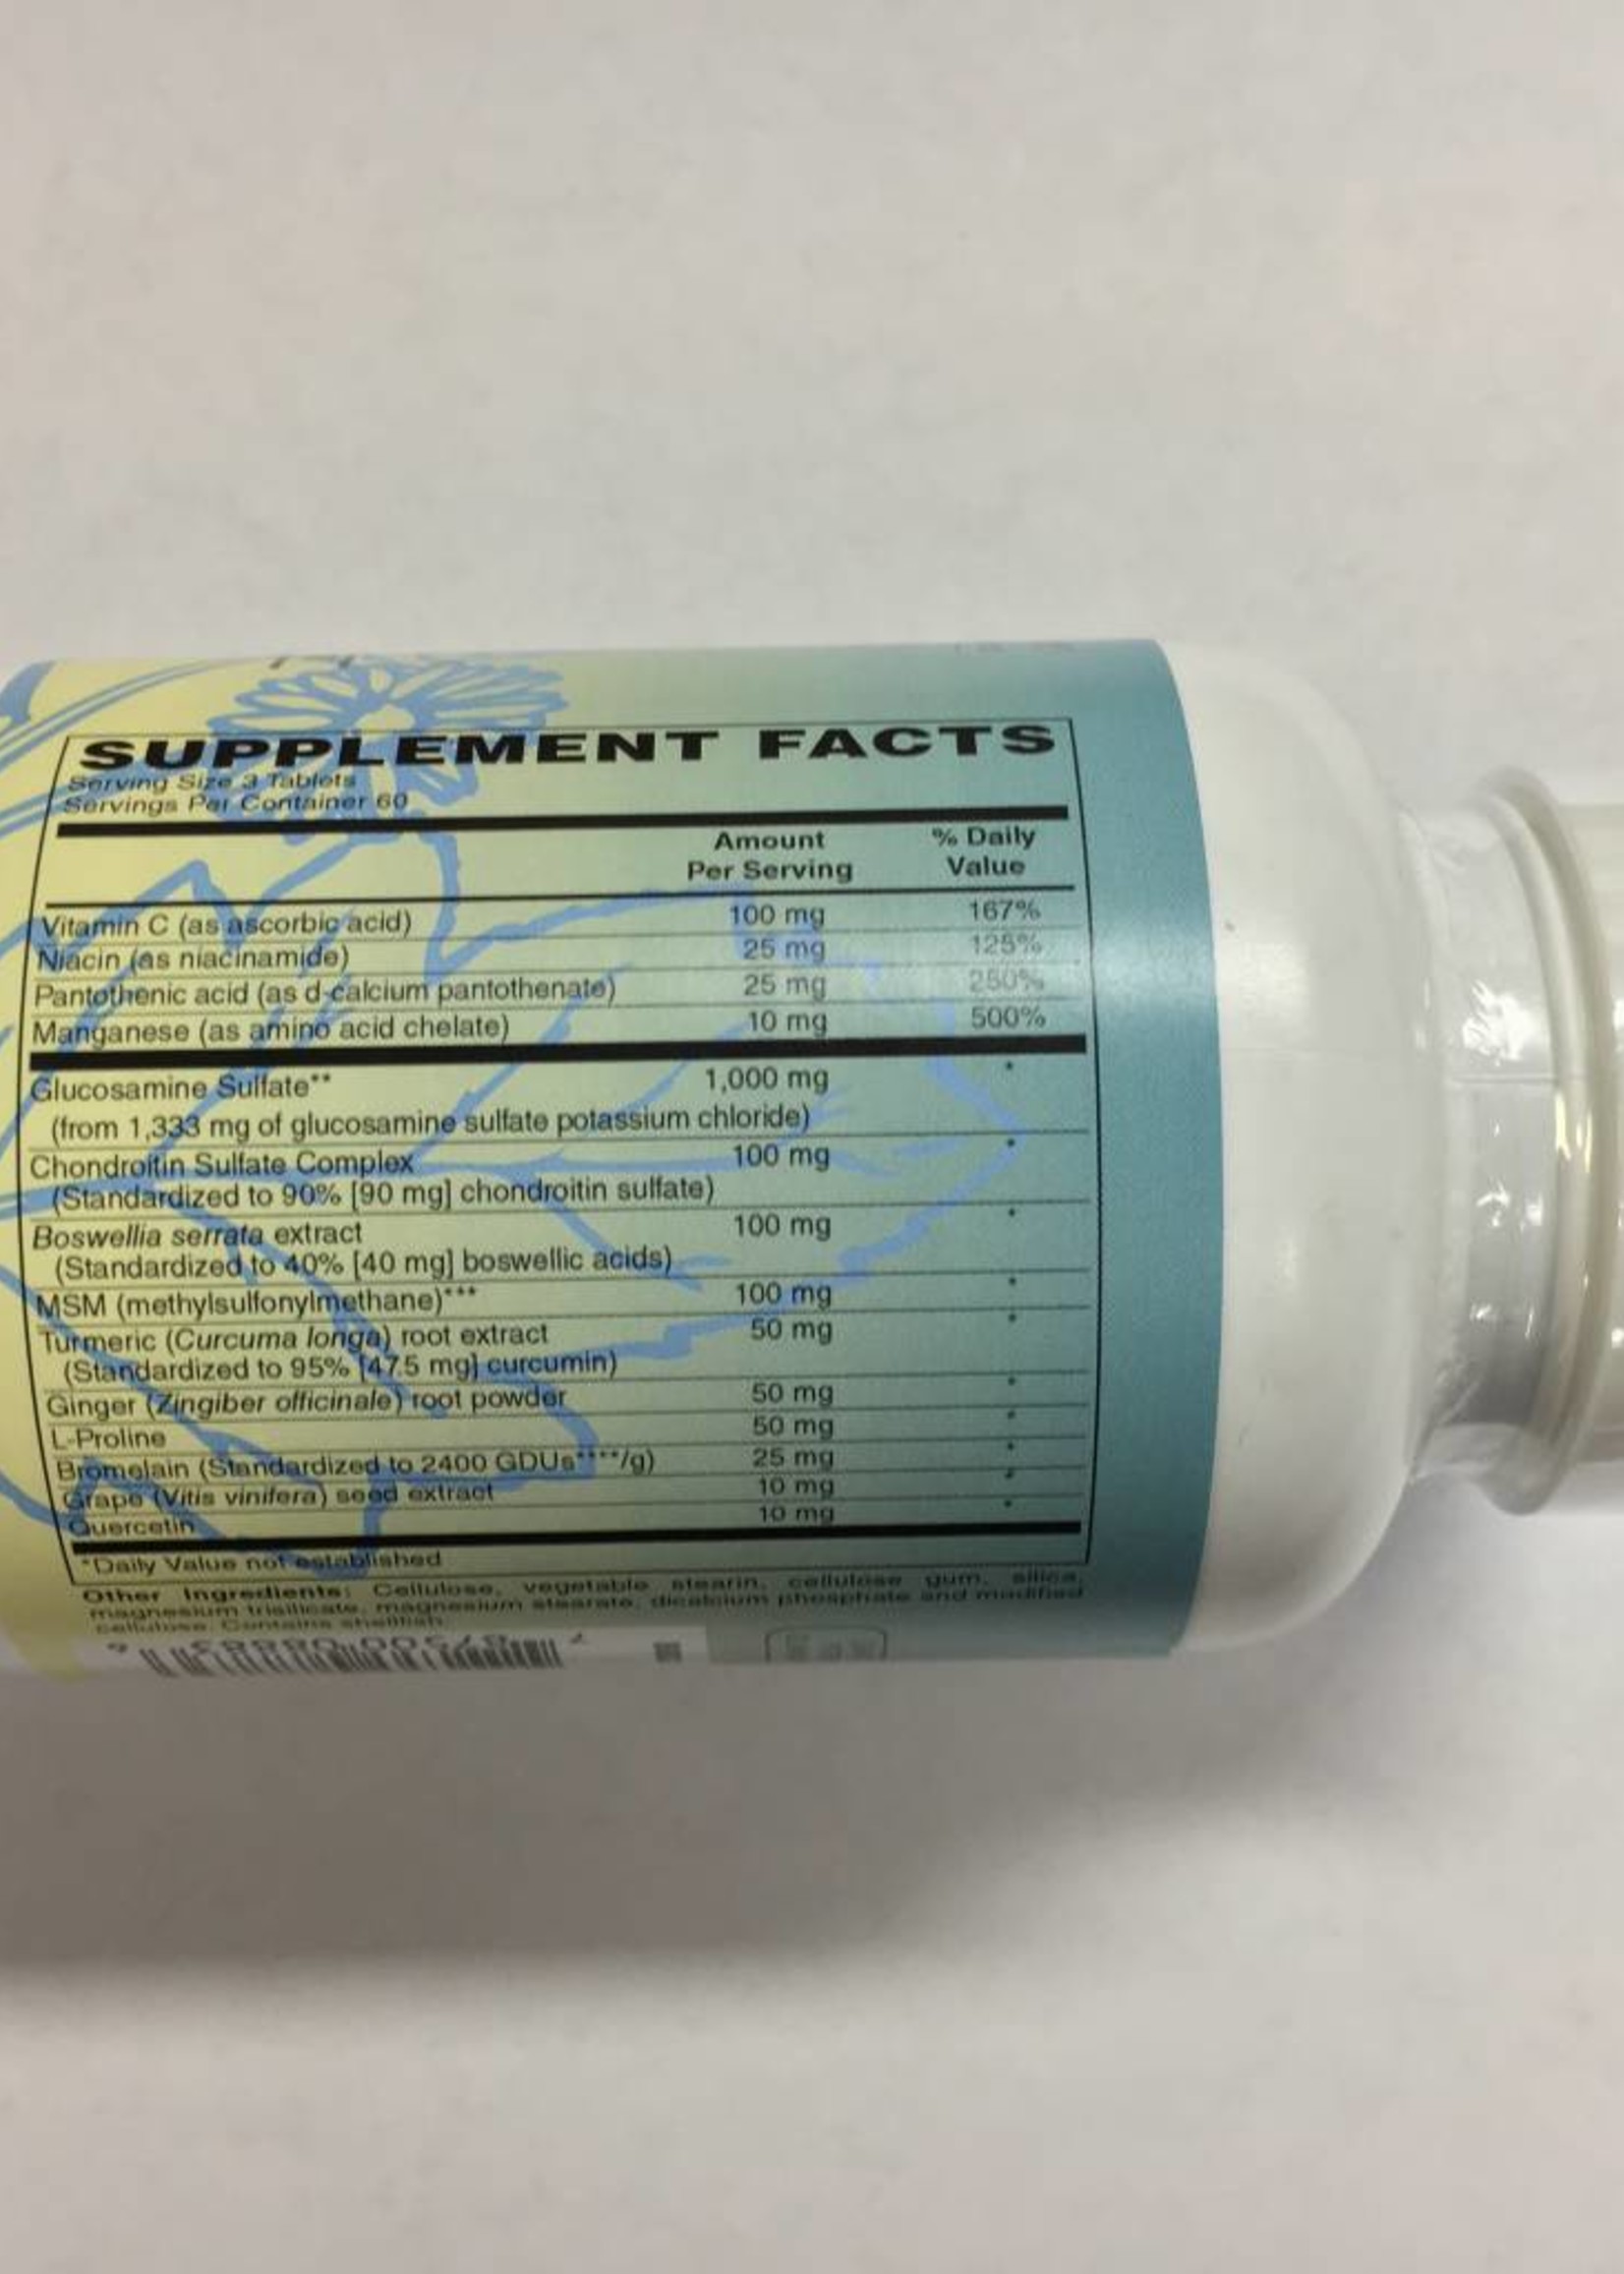 SUPPLEMENT FACTS
Serving Size 3 Tablets
Servings Per Container 60
Amount Per Serving % Daily Value
Vitamin C (as ascorbic acid) 100 mg 167%
Niacin (as niacinamide) 25 mg 125%
Pantothenic acid (as d-calcium pantothenate) 25 mg 250%
Manganese (as amino acid chelate) 10 mg 500%
Glucosamine Sulfate** 1,000 mg *
(from 1,333 mg of glucosamine sulfate potassium chloride)
Chondroitin Sulfate Complex 100 mg *
(Standardized to 90% [90 mg] chondroitin sulfate)
Boswellia serrata extract 100 mg *
(Standardized to 40% [40 mg] boswellic acids)
MSM (methylsulfonylmethane)*** 100 mg *
Turmeric (Curcuma longa) root extract 50 mg *
(Standardized to 95% [47.5 mg] curcumin)
Ginger (Zingiber officinale) root powder 50 mg *
L-Proline 50 mg *
Bromelain (Standardized to 2400 GDUs****/g) 25 mg *
Grape (Vitis vinifera) seed extract 10 mg *
Quercetin 10 mg *
*Daily Value not established
Other Ingredients: Cellulose, vegetable stearin, cellulose gum, silica,
magnesium trisilicate, magnesium stearate, dicalcium phosphate and modified
cellulose. Contains shellfish.